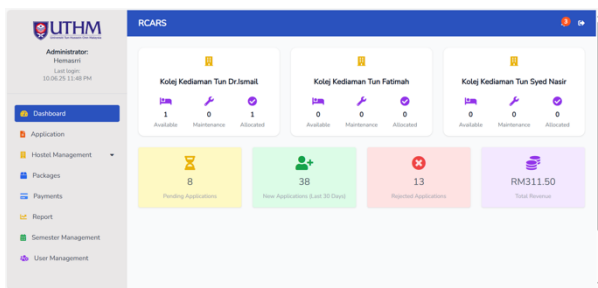 UTHM
RCARS
3
Administrator:
Hemasrri
Last login:
10.06.25 11:48 PM
Dashboard
Application
Hostel Management
Packages
Payments
Report
Semester Management
User Management
Kolej Kediaman Tun Dr.Ismail
1 0 1
Available Maintenance Allocated
Kolej Kediaman Tun Fatimah
0 0 0
Available Maintenance Allocated
Kolej Kediaman Tun Syed Nasir
0 0 0
Available Maintenance Allocated
8
Pending Applications
38
New Applications (Last 30 Days)
13
Rejected Applications
RM311.50
Total Revenue